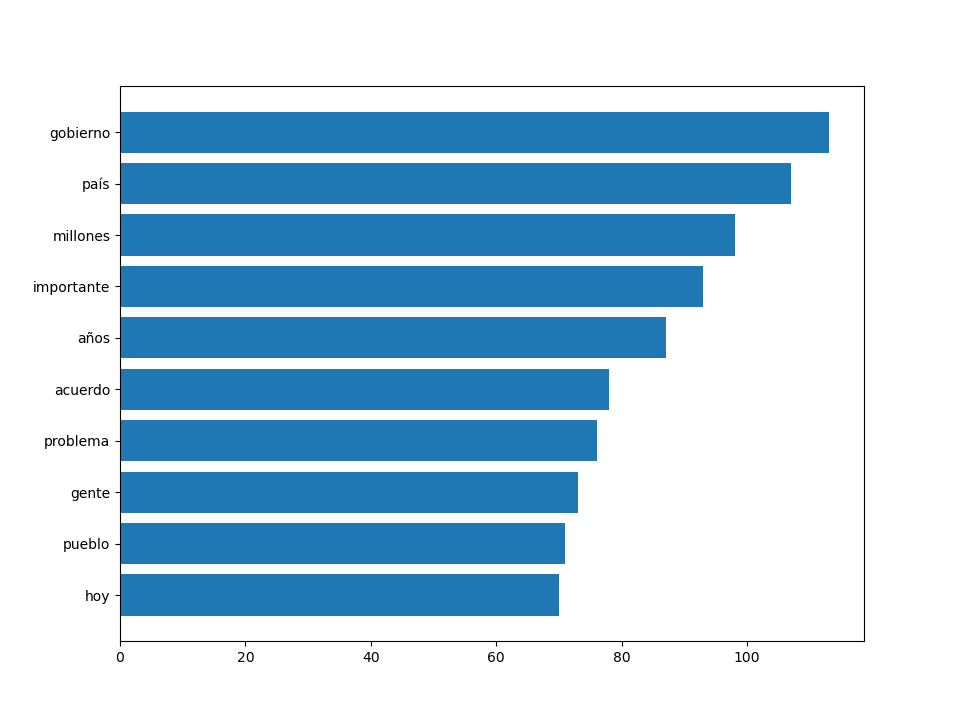 gobierno
país
millones
importante
años
acuerdo
problema
gente
pueblo
hoy
0 20 40 60 80 100